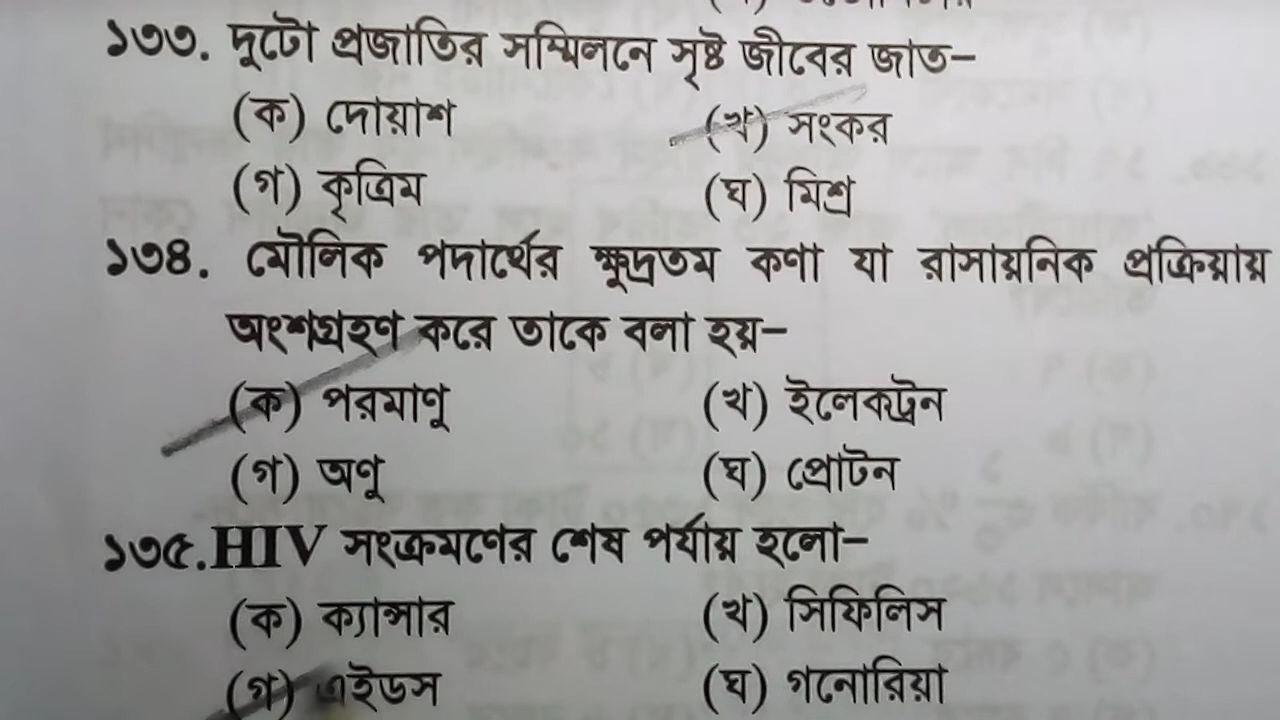 ১৩৩. দুটো প্রজাতির সম্মিলনে সৃষ্ট জীবের জাত–
(ক) দোয়াশ (খ) সংকর
(গ) কৃত্রিম (ঘ) মিশ্র
১৩৪. মৌলিক পদার্থের ক্ষুদ্রতম কণা যা রাসায়নিক প্রক্রিয়ায়
অংশগ্রহণ করে তাকে বলা হয়–
(ক) পরমাণু (খ) ইলেকট্রন
(গ) অণু (ঘ) প্রোটন
১৩৫. HIV সংক্রমণের শেষ পর্যায় হলো–
(ক) ক্যান্সার (খ) সিফিলিস
(গ) এইডস (ঘ) গনোরিয়া